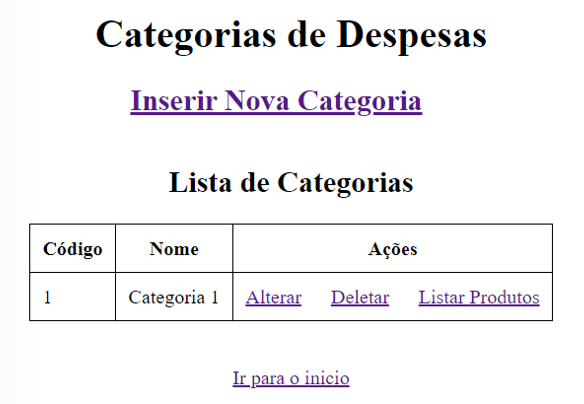 Categorias de Despesas
Inserir Nova Categoria
Lista de Categorias
Código Nome Ações
1 Categoria 1 Alterar Deletar Listar Produtos
Ir para o inicio